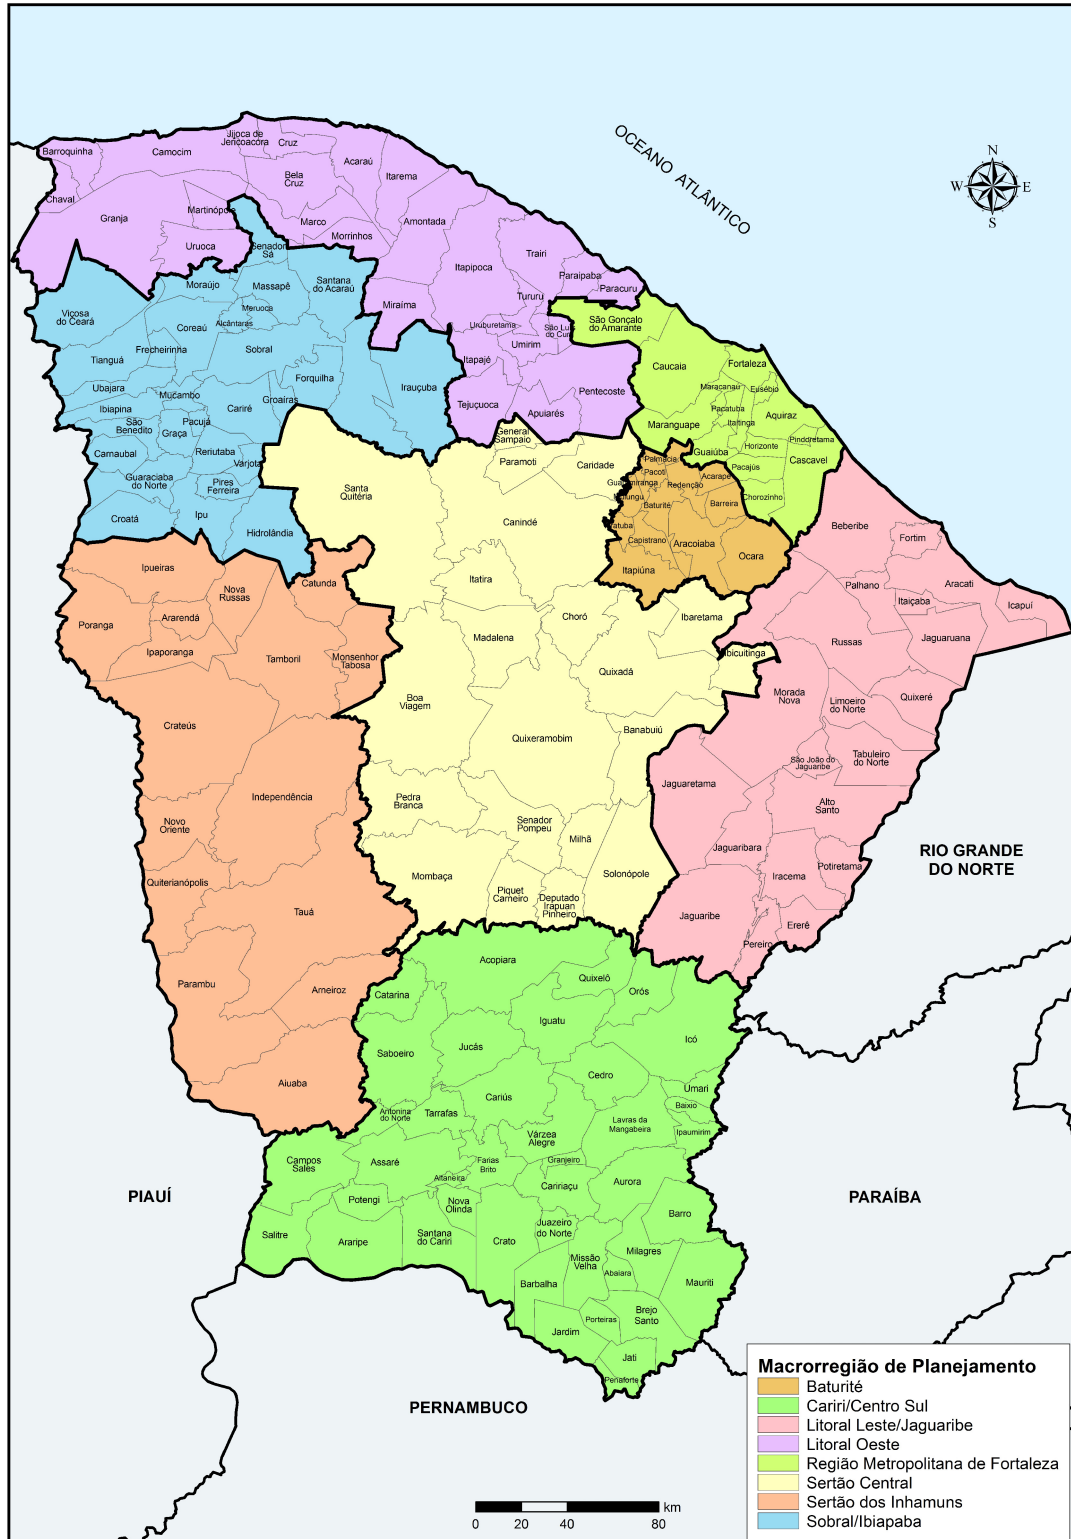 OCEANO ATLÂNTICO
N
W
E
S
Jijoca de
Jericoacóra
Cruz
Barroquinha
Camocim
Acaraú
Itarema
Bela
Cruz
Chaval
Granja
Martinópole
Marco
Amontada
Morrinhos
Uruoca
Senador
Sá
Trairi
Itapipoca
Paraipaba
Paracuru
Moraújo
Massapê
Santana
do Acaraú
Miraíma
Tururu
Viçosa
do Ceará
Meruoca
Alcântaras
Coreaú
Uruburetama
São Luis
do Curu
São Gonçalo
do Amarante
Umirim
Frecheirinha
Sobral
Tianguá
Itapajé
Caucaia
Fortaleza
Forquilha
Irauçuba
Ubajara
Mucambo
Groaíras
Maracanau
Eusébio
Pentecoste
Tejuçuoca
Apuiarés
Ibiapina
Cariré
Pacatuba
Aquiraz
São
Benedito
Pacujá
Graça
Maranguape
Itaitinga
General
Sampaio
Pindoretama
Horizonte
Carnaubal
Reriutaba
Varjota
Guaiúba
Palmácia
Cascavel
Paramoti
Caridade
Pacoti
Acarape
Pacajús
Guaraciaba
do Norte
Pires
Ferreira
Santa
Quitéria
Guaramiranga
Redenção
Mulungu
Baturité
Barreira
Chorozinho
Croatá
Ipu
Canindé
Aratuba
Beberibe
Hidrolândia
Capistrano
Aracoiaba
Fortim
Ocara
Ipueiras
Itatira
Itapiúna
Catunda
Nova
Russas
Palhano
Aracati
Poranga
Ararendá
Choró
Ibaretama
Itaiçaba
Icapuí
Madalena
Russas
Jaguaruana
Ipaporanga
Tamboril
Monsenhor
Tabosa
Ibicuitinga
Quixadá
Boa
Viagem
Morada
Nova
Limoeiro
do Norte
Quixeré
Crateús
Banabuiú
Quixeramobim
São João do
Jaguaribe
Tabuleiro
do Norte
Jaguaretama
Independência
Pedra
Branca
Alto
Santo
Novo
Oriente
Senador
Pompeu
Milhã
Jaguaribara
RIO GRANDE
DO NORTE
Potiretama
Quiterianópolis
Mombaça
Solonópole
Iracema
Piquet
Carneiro
Deputado
Irapuan
Pinheiro
Tauá
Jaguaribe
Ererê
Pereiro
Acopiara
Parambu
Arneiroz
Catarina
Quixelô
Orós
Iguatu
Icó
Saboeiro
Jucás
Aiuaba
Cedro
Umari
Cariús
Antonina
do Norte
Tarrafas
Baixio
Lavras da
Mangabeira
Ipaumirim
Várzea
Alegre
Campos
Sales
Assaré
Farias
Brito
Granjeiro
Altaneira
Aurora
PIAUÍ
Caririaçu
PARAÍBA
Potengi
Nova
Olinda
Barro
Salitre
Araripe
Santana
do Cariri
Crato
Juazeiro
do Norte
Milagres
Missão
Velha
Abaiara
Barbalha
Mauriti
Brejo
Santo
Porteiras
Jardim
Jati
Penaforte
PERNAMBUCO
Macrorregião de Planejamento
Baturité
Cariri/Centro Sul
Litoral Leste/Jaguaribe
Litoral Oeste
Região Metropolitana de Fortaleza
Sertão Central
Sertão dos Inhamuns
Sobral/Ibiapaba
km
0 20 40 80